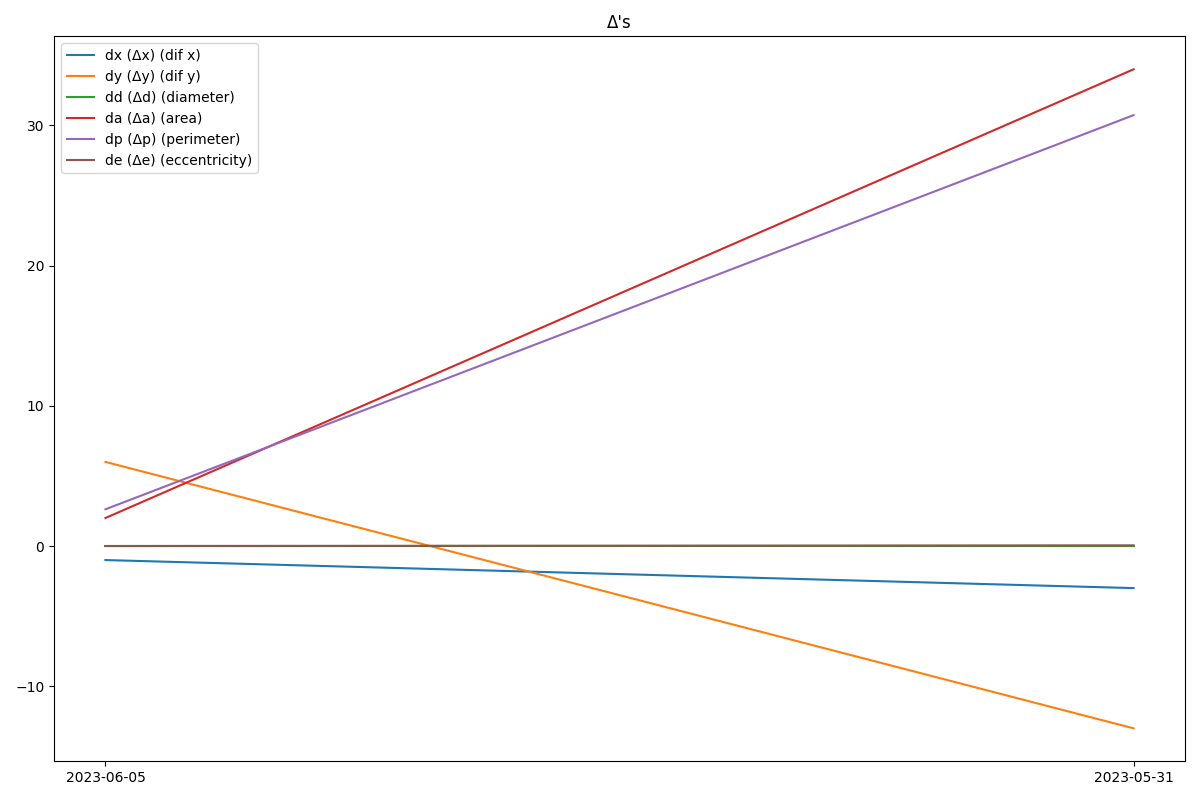 Δ's
dx (Δx) (dif x)
dy (Δy) (dif y)
dd (Δd) (diameter)
da (Δa) (area)
dp (Δp) (perimeter)
de (Δe) (eccentricity)
30
20
10
0
−10
2023-06-05
2023-05-31